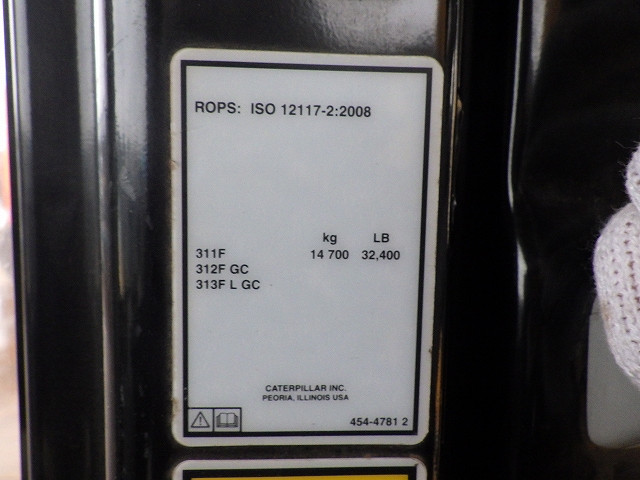 ROPS: ISO 12117-2:2008
kg LB
311F 14 700 32,400
312F GC
313F L GC
CATERPILLAR INC.
PEORIA, ILLINOIS USA
454-4781 2